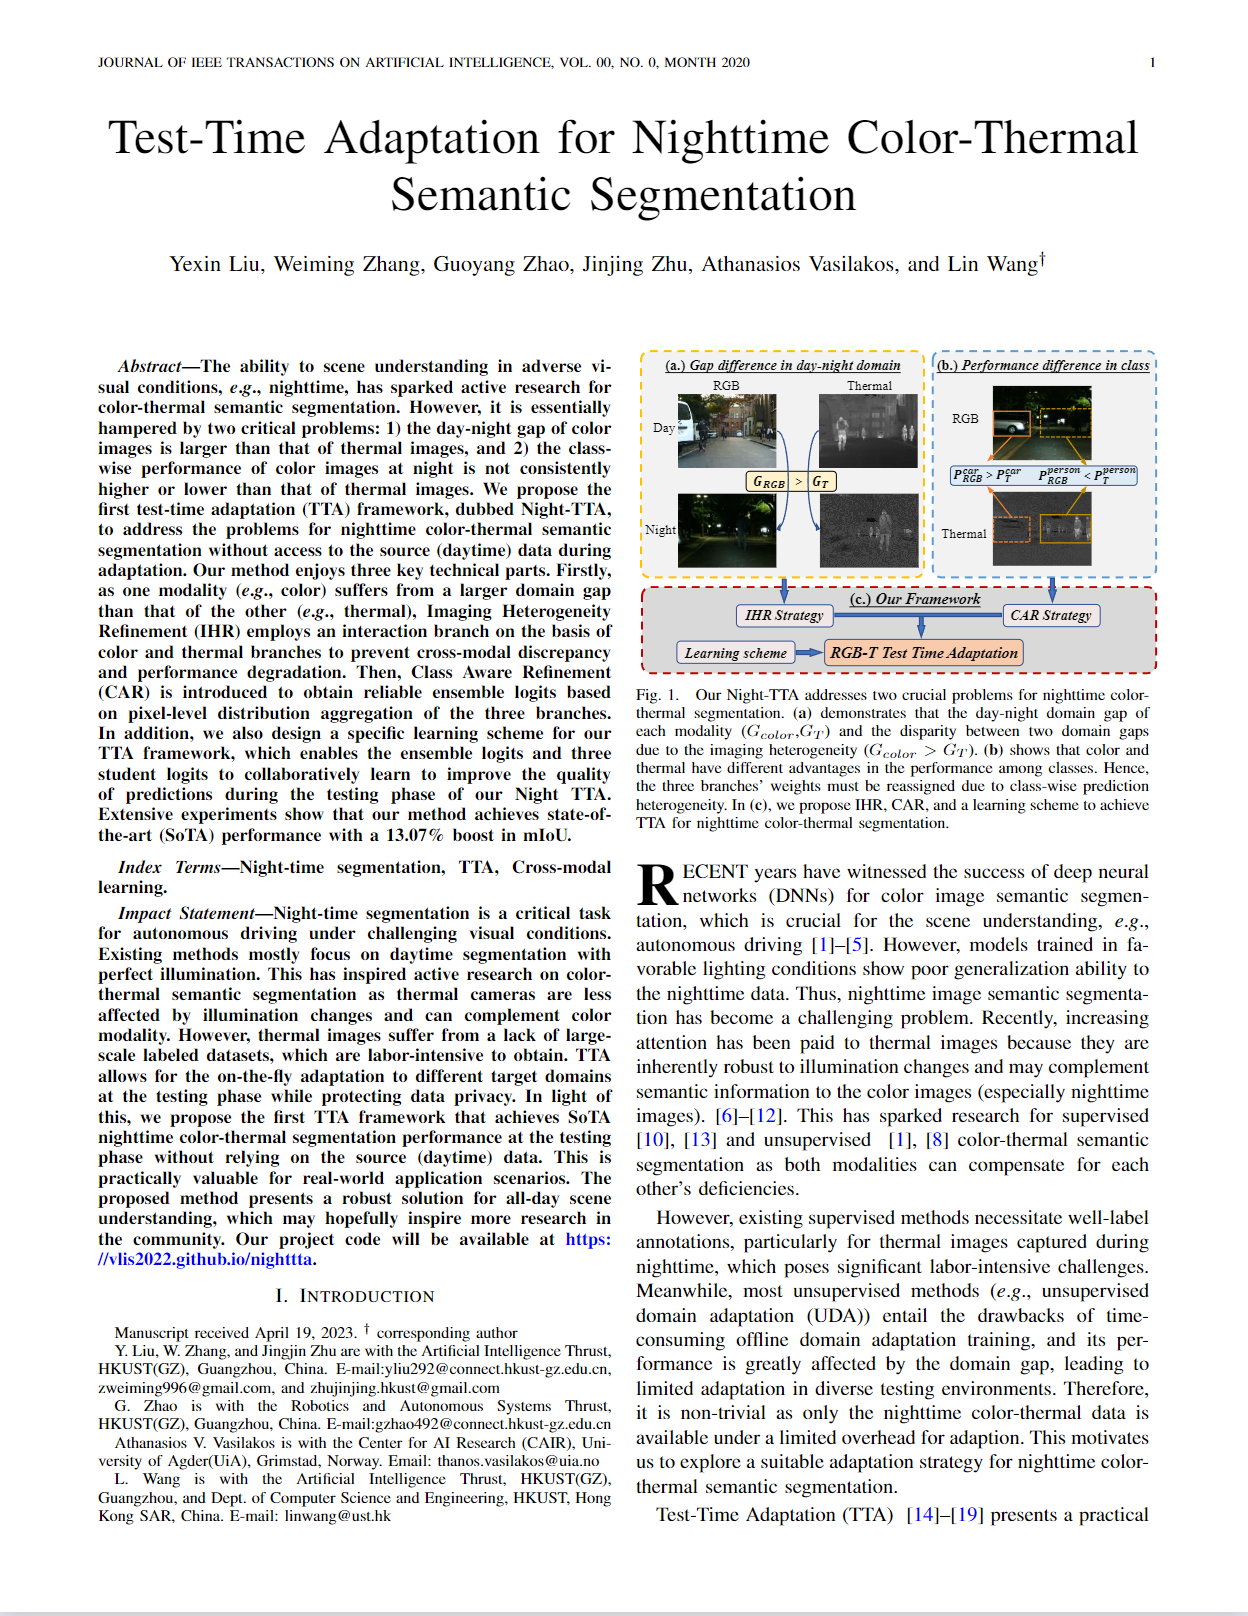 JOURNAL OF IEEE TRANSACTIONS ON ARTIFICIAL INTELLIGENCE, VOL. 00, NO. 0, MONTH 2020
1
Test-Time Adaptation for Nighttime Color-Thermal
Semantic Segmentation
Yexin Liu, Weiming Zhang, Guoyang Zhao, Jinjing Zhu, Athanasios Vasilakos, and Lin Wang†
Abstract—The ability to scene understanding in adverse vi-
sual conditions, e.g., nighttime, has sparked active research for
color-thermal semantic segmentation. However, it is essentially
hampered by two critical problems: 1) the day-night gap of color
images is larger than that of thermal images, and 2) the class-
wise performance of color images at night is not consistently
higher or lower than that of thermal images. We propose the
first test-time adaptation (TTA) framework, dubbed Night-TTA,
to address the problems for nighttime color-thermal semantic
segmentation without access to the source (daytime) data during
adaptation. Our method enjoys three key technical parts. Firstly,
as one modality (e.g., color) suffers from a larger domain gap
than that of the other (e.g., thermal), Imaging Heterogeneity
Refinement (IHR) employs an interaction branch on the basis of
color and thermal branches to prevent cross-modal discrepancy
and performance degradation. Then, Class Aware Refinement
(CAR) is introduced to obtain reliable ensemble logits based
on pixel-level distribution aggregation of the three branches.
In addition, we also design a specific learning scheme for our
TTA framework, which enables the ensemble logits and three
student logits to collaboratively learn to improve the quality
of predictions during the testing phase of our Night TTA.
Extensive experiments show that our method achieves state-of-
the-art (SoTA) performance with a 13.07% boost in mIoU.
Index Terms—Night-time segmentation, TTA, Cross-modal
learning.
Impact Statement—Night-time segmentation is a critical task
for autonomous driving under challenging visual conditions.
Existing methods mostly focus on daytime segmentation with
perfect illumination. This has inspired active research on color-
thermal semantic segmentation as thermal cameras are less
affected by illumination changes and can complement color
modality. However, thermal images suffer from a lack of large-
scale labeled datasets, which are labor-intensive to obtain. TTA
allows for the on-the-fly adaptation to different target domains
at the testing phase while protecting data privacy. In light of
this, we propose the first TTA framework that achieves SoTA
nighttime color-thermal segmentation performance at the testing
phase without relying on the source (daytime) data. This is
practically valuable for real-world application scenarios. The
proposed method presents a robust solution for all-day scene
understanding, which may hopefully inspire more research in
the community. Our project code will be available at https:
//vlis2022.github.io/nighttta.
I. INTRODUCTION
Manuscript received April 19, 2023. † corresponding author
Y. Liu, W. Zhang, and Jingjin Zhu are with the Artificial Intelligence Thrust,
HKUST(GZ), Guangzhou, China. E-mail:yliu292@connect.hkust-gz.edu.cn,
zweiming996@gmail.com, and zhujinjing.hkust@gmail.com
G. Zhao is with the Robotics and Autonomous Systems Thrust,
HKUST(GZ), Guangzhou, China. E-mail:gzhao492@connect.hkust-gz.edu.cn
Athanasios V. Vasilakos is with the Center for AI Research (CAIR), Uni-
versity of Agder(UiA), Grimstad, Norway. Email: thanos.vasilakos@uia.no
L. Wang is with the Artificial Intelligence Thrust, HKUST(GZ),
Guangzhou, and Dept. of Computer Science and Engineering, HKUST, Hong
Kong SAR, China. E-mail: linwang@ust.hk
(a.) Gap difference in day-night domain
RGB Thermal
Day
G_RGB > G_T
Night
(b.) Performance difference in class
RGB
P_RGB^car > P_T^car P_RGB^person < P_T^person
Thermal
(c.) Our Framework
IHR Strategy
CAR Strategy
Learning scheme
RGB-T Test Time Adaptation
Fig. 1. Our Night-TTA addresses two crucial problems for nighttime color-
thermal segmentation. (a) demonstrates that the day-night domain gap of
each modality (G_color,G_T) and the disparity between two domain gaps
due to the imaging heterogeneity (G_color > G_T). (b) shows that color and
thermal have different advantages in the performance among classes. Hence,
the three branches' weights must be reassigned due to class-wise prediction
heterogeneity. In (c), we propose IHR, CAR, and a learning scheme to achieve
TTA for nighttime color-thermal segmentation.
RECENT years have witnessed the success of deep neural
networks (DNNs) for color image semantic segmen-
tation, which is crucial for the scene understanding, e.g.,
autonomous driving [1]–[5]. However, models trained in fa-
vorable lighting conditions show poor generalization ability to
the nighttime data. Thus, nighttime image semantic segmenta-
tion has become a challenging problem. Recently, increasing
attention has been paid to thermal images because they are
inherently robust to illumination changes and may complement
semantic information to the color images (especially nighttime
images). [6]–[12]. This has sparked research for supervised
[10], [13] and unsupervised [1], [8] color-thermal semantic
segmentation as both modalities can compensate for each
other's deficiencies.
However, existing supervised methods necessitate well-label
annotations, particularly for thermal images captured during
nighttime, which poses significant labor-intensive challenges.
Meanwhile, most unsupervised methods (e.g., unsupervised
domain adaptation (UDA)) entail the drawbacks of time-
consuming offline domain adaptation training, and its per-
formance is greatly affected by the domain gap, leading to
limited adaptation in diverse testing environments. Therefore,
it is non-trivial as only the nighttime color-thermal data is
available under a limited overhead for adaption. This motivates
us to explore a suitable adaptation strategy for nighttime color-
thermal semantic segmentation.
Test-Time Adaptation (TTA) [14]–[19] presents a practical